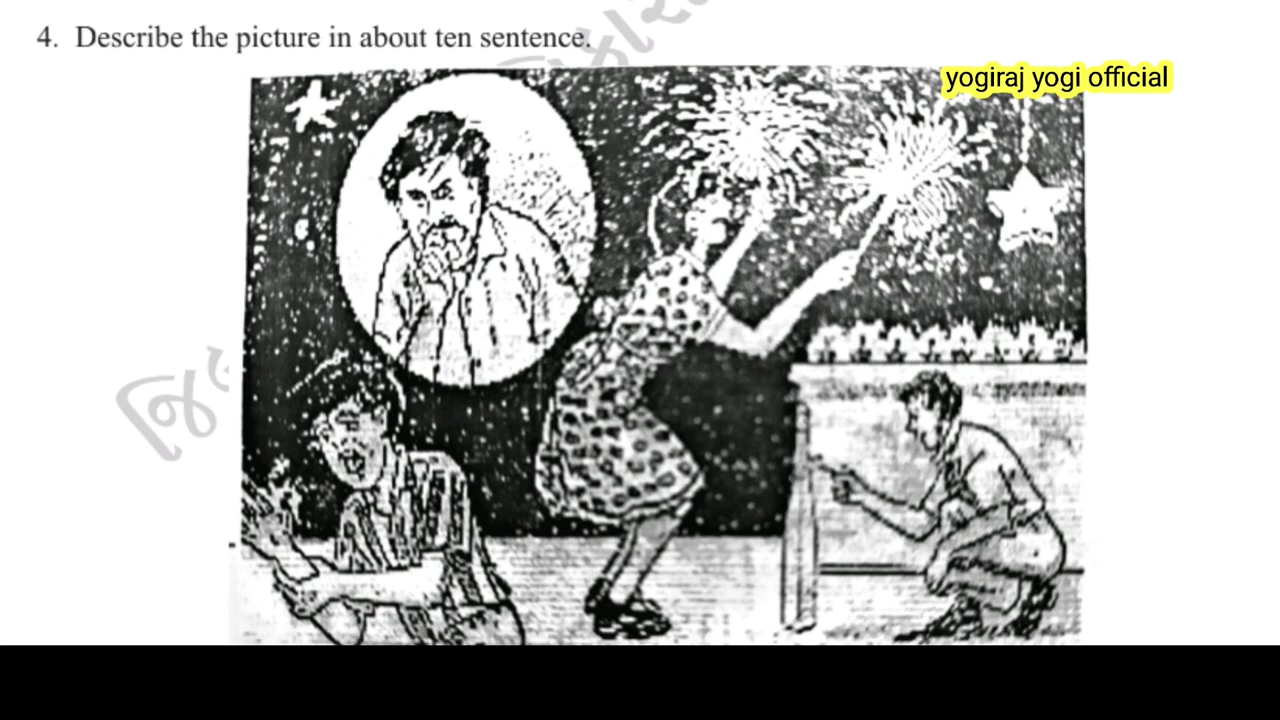 4. Describe the picture in about ten sentence.
yogiraj yogi official